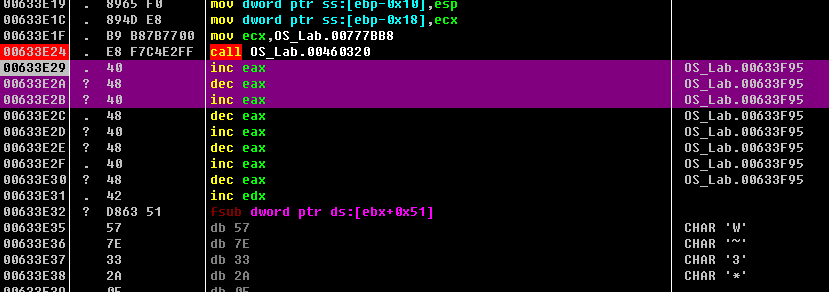 00633E19 . 8965 F0 mov dword ptr ss:[ebp-0x10],esp
00633E1C . 894D E8 mov dword ptr ss:[ebp-0x18],ecx
00633E1F . B9 B87B7700 mov ecx,OS_Lab.00777BB8
00633E24 . E8 F7C4E2FF call OS_Lab.00460320
00633E29 . 40 inc eax OS_Lab.00633F95
00633E2A ? 48 dec eax OS_Lab.00633F95
00633E2B ? 40 inc eax OS_Lab.00633F95
00633E2C . 48 dec eax OS_Lab.00633F95
00633E2D ? 40 inc eax OS_Lab.00633F95
00633E2E ? 48 dec eax OS_Lab.00633F95
00633E2F . 40 inc eax OS_Lab.00633F95
00633E30 ? 48 dec eax OS_Lab.00633F95
00633E31 . 42 inc edx
00633E32 ? D863 51 fsub dword ptr ds:[ebx+0x51]
00633E35 57 db 57 CHAR 'W'
00633E36 7E db 7E CHAR '~'
00633E37 33 db 33 CHAR '3'
00633E38 2A db 2A CHAR '*'